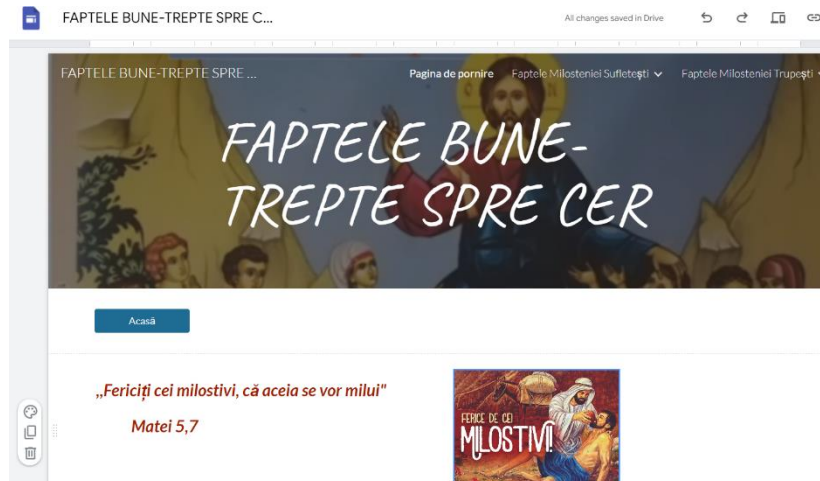 FAPTELE BUNE-TREPTE SPRE C...
All changes saved in Drive
FAPTELE BUNE-TREPTE SPRE ...
Pagina de pornire Faptele Milosteniei Sufletești Faptele Milosteniei Trupești
FAPTELE BUNE-
TREPTE SPRE CER
Acasă
,,Fericiți cei milostivi, că aceia se vor milui"
Matei 5,7
FERICE DE CEI
MILOSTIVI!